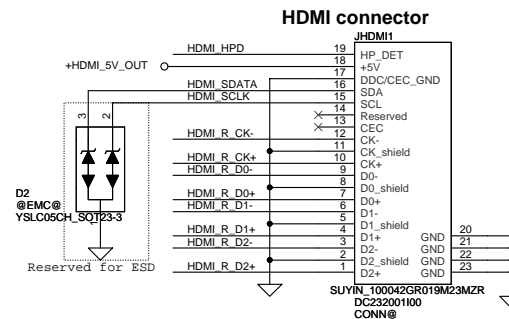 HDMI connector
JHDMI1
HDMI_HPD 19 HP_DET
+HDMI_5V_OUT 18 +5V
17 DDC/CEC_GND
HDMI_SDATA 16 SDA
HDMI_SCLK 15 SCL
14 Reserved
13 CEC
HDMI_R_CK- 12 CK-
11 CK_shield
HDMI_R_CK+ 10 CK+
HDMI_R_D0- 9 D0-
8 D0_shield
HDMI_R_D0+ 7 D0+
HDMI_R_D1- 6 D1-
5 D1_shield
HDMI_R_D1+ 4 D1+ GND 20
HDMI_R_D2- 3 D2- GND 21
2 D2_shield GND 22
HDMI_R_D2+ 1 D2+ GND 23
3 2
1
D2
@EMC@
YSLC05CH_SOT23-3
Reserved for ESD
SUYIN_100042GR019M23MZR
DC232001I00
CONN@